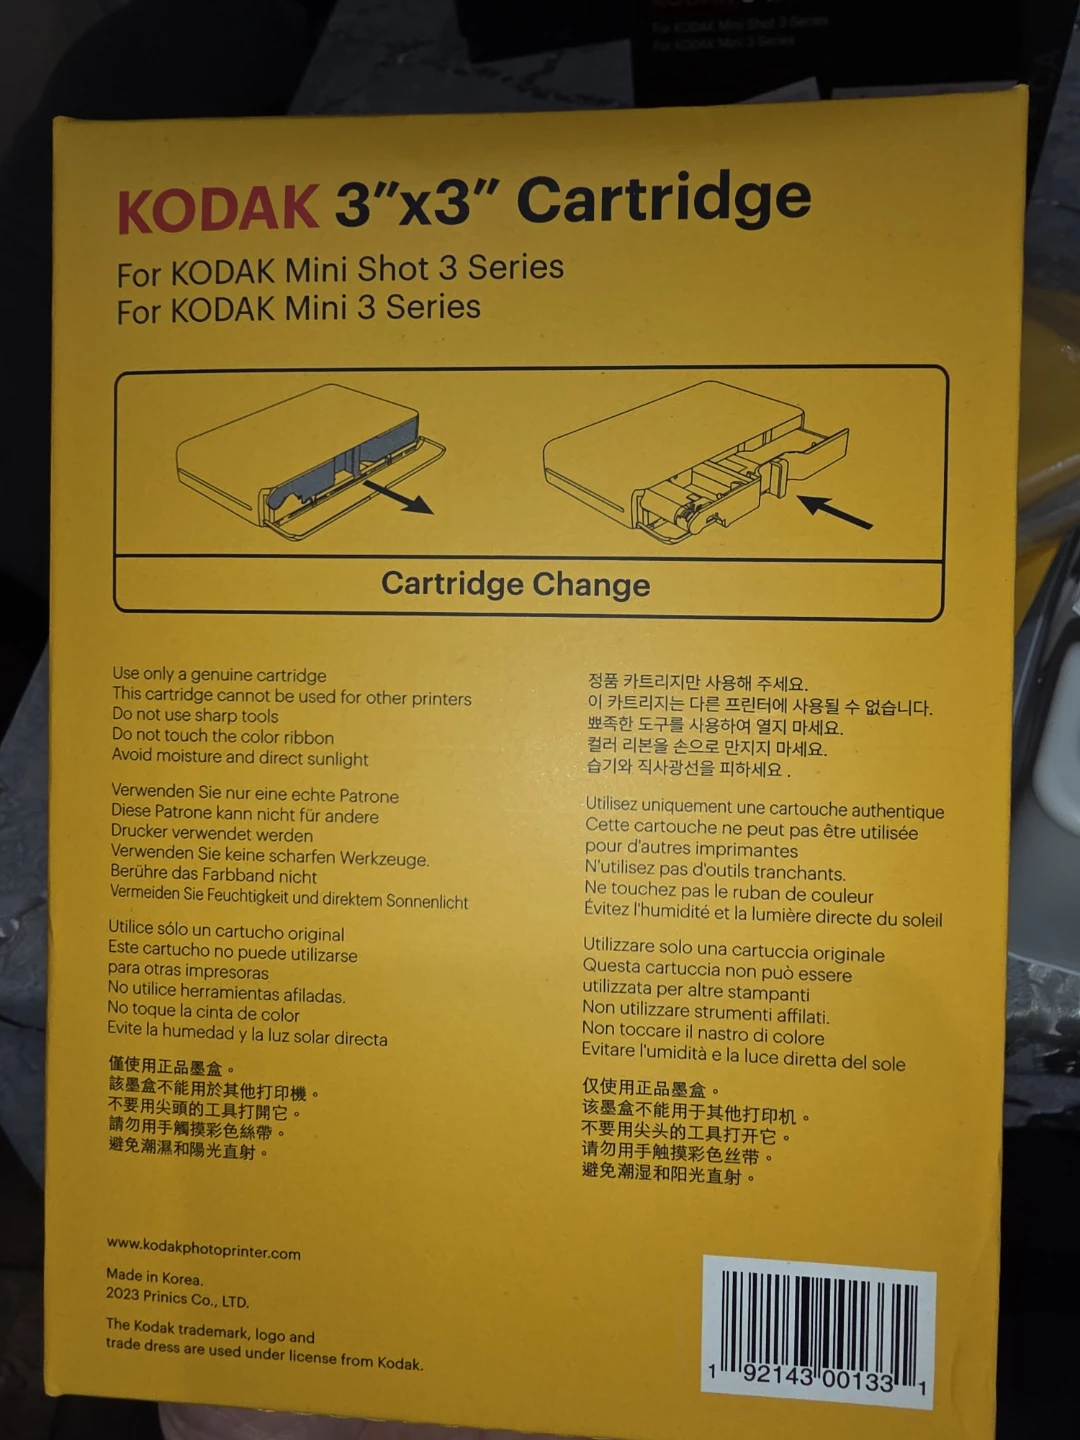 For KODAK Mini Shot 3 Series
For KODAK Mini 3 Series
KODAK 3"x3" Cartridge
For KODAK Mini Shot 3 Series
For KODAK Mini 3 Series
Cartridge Change
Use only a genuine cartridge
This cartridge cannot be used for other printers
Do not use sharp tools
Do not touch the color ribbon
Avoid moisture and direct sunlight
Verwenden Sie nur eine echte Patrone
Diese Patrone kann nicht für andere
Drucker verwendet werden
Verwenden Sie keine scharfen Werkzeuge.
Berühre das Farbband nicht
Vermeiden Sie Feuchtigkeit und direktem Sonnenlicht
Utilice sólo un cartucho original
Este cartucho no puede utilizarse
para otras impresoras
No utilice herramientas afiladas.
No toque la cinta de color
Evite la humedad y la luz solar directa
僅使用正品墨盒。
該墨盒不能用於其他打印機。
不要用尖頭的工具打開它。
請勿用手觸摸彩色絲帶。
避免潮濕和陽光直射。
정품 카트리지만 사용해 주세요.
이 카트리지는 다른 프린터에 사용될 수 없습니다.
뾰족한 도구를 사용하여 열지 마세요.
컬러 리본을 손으로 만지지 마세요.
습기와 직사광선을 피하세요 .
Utilisez uniquement une cartouche authentique
Cette cartouche ne peut pas être utilisée
pour d'autres imprimantes
N'utilisez pas d'outils tranchants.
Ne touchez pas le ruban de couleur
Évitez l'humidité et la lumière directe du soleil
Utilizzare solo una cartuccia originale
Questa cartuccia non può essere
utilizzata per altre stampanti
Non utilizzare strumenti affilati.
Non toccare il nastro di colore
Evitare l'umidità e la luce diretta del sole
仅使用正品墨盒。
该墨盒不能用于其他打印机。
不要用尖头的工具打开它。
请勿用手触摸彩色丝带。
避免潮湿和阳光直射。
www.kodakphotoprinter.com
Made in Korea.
2023 Prinics Co., LTD.
The Kodak trademark, logo and
trade dress are used under license from Kodak.
1 92143 00133 1